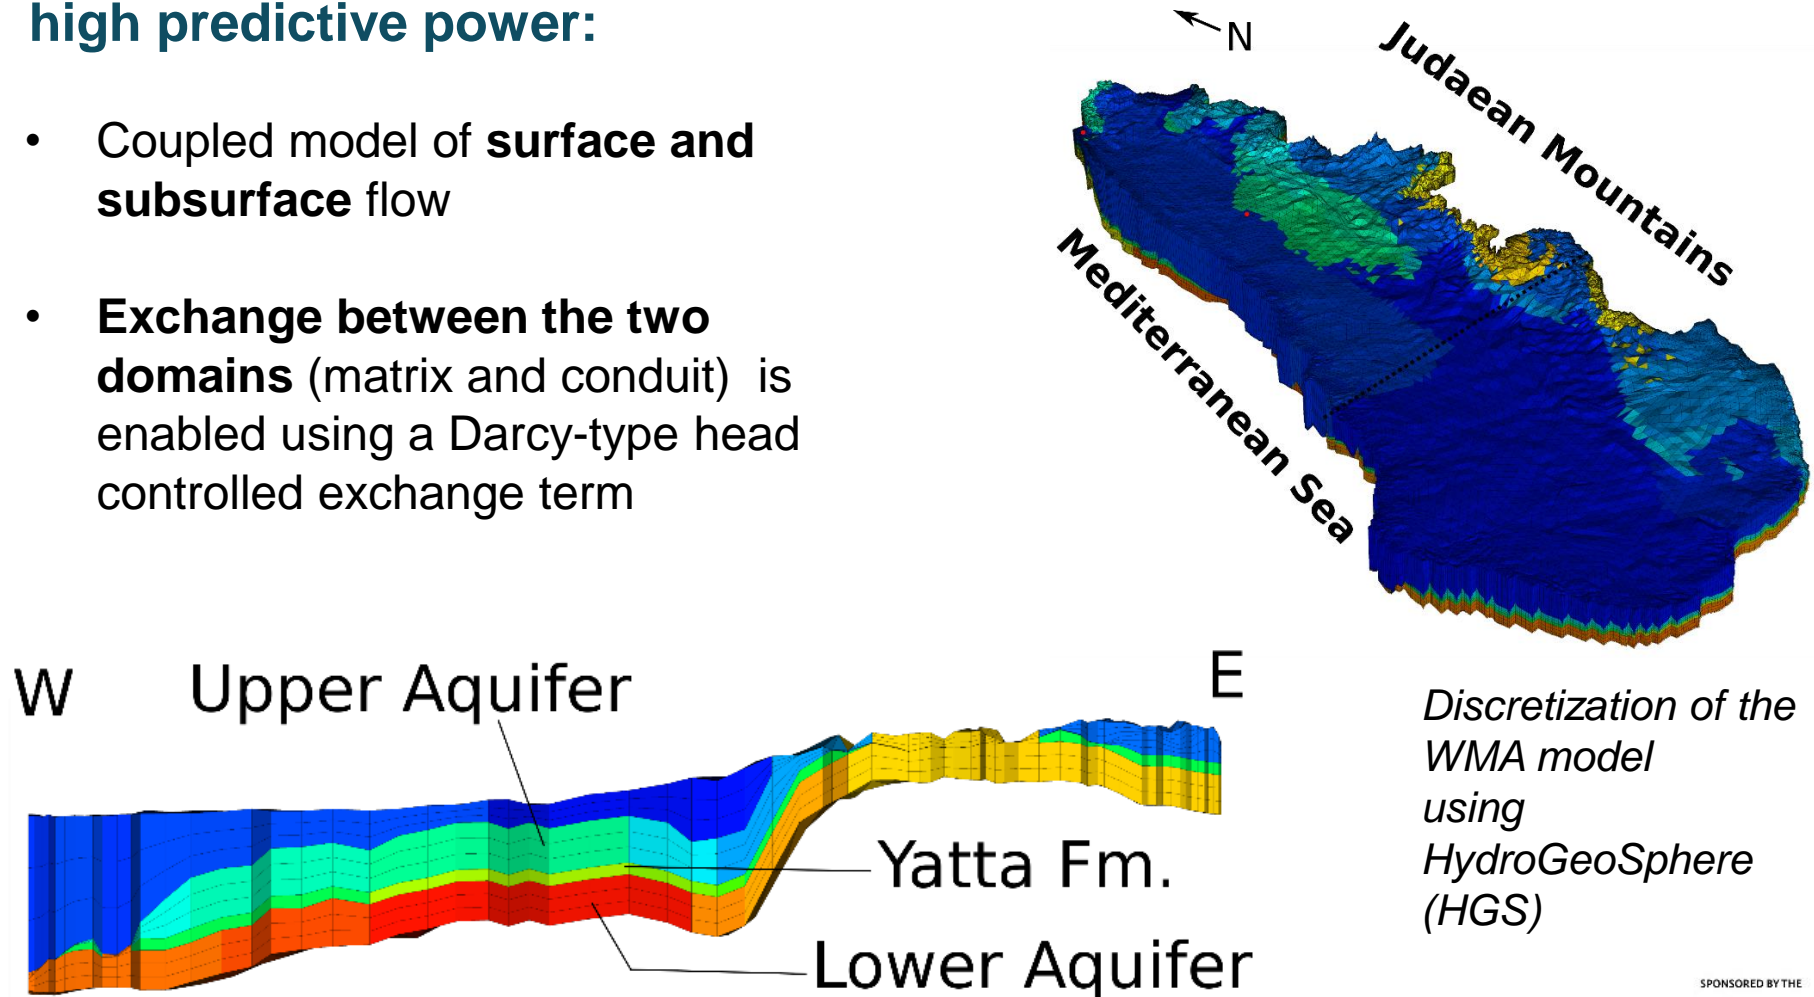 high predictive power:
• Coupled model of surface and
subsurface flow
• Exchange between the two
domains (matrix and conduit)  is
enabled using a Darcy-type head
controlled exchange term
N
Judaean Mountains
Mediterranean Sea
W
Upper Aquifer
E
Yatta Fm.
Lower Aquifer
Discretization of the
WMA model
using
HydroGeoSphere
(HGS)
SPONSORED BY THE